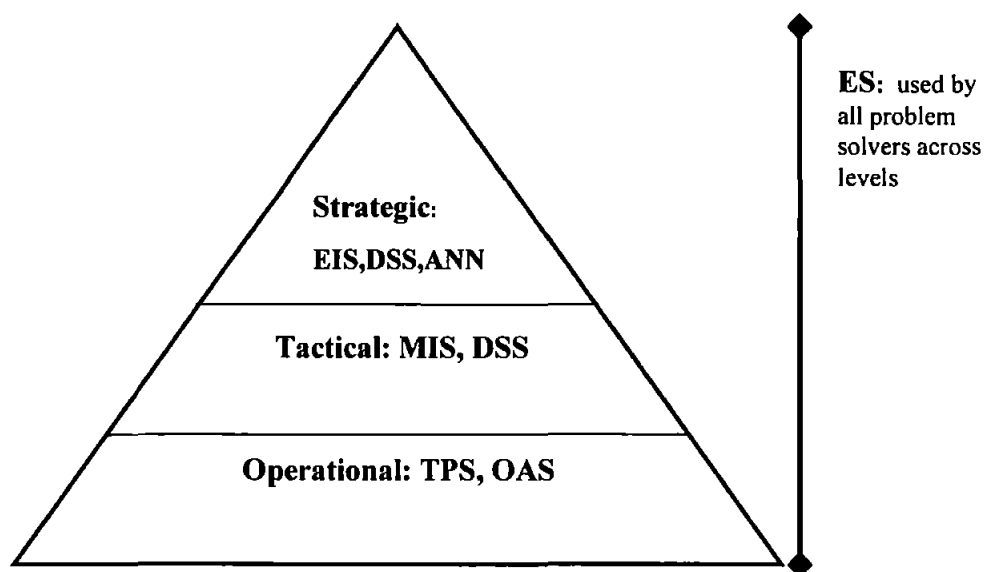 Strategic:
EIS,DSS,ANN
Tactical: MIS, DSS
Operational: TPS, OAS
ES: used by
all problem
solvers across
levels